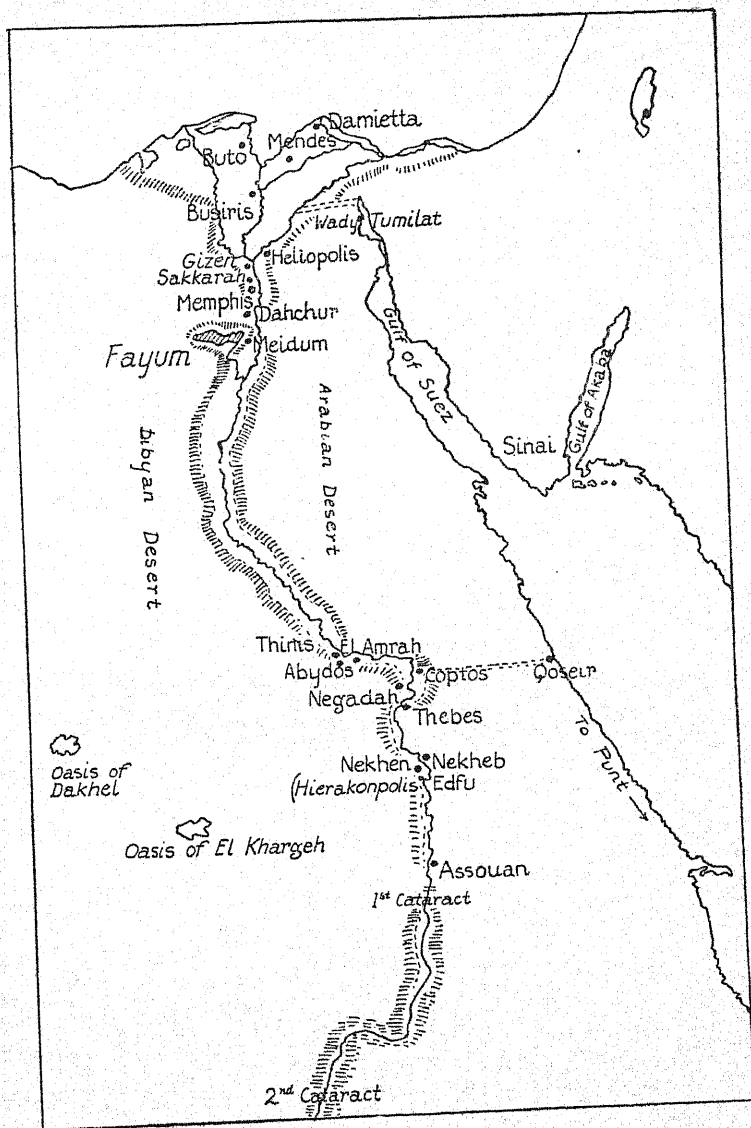 Damietta
Mendes
Buto
Busiris
Wady Tumilat
Gizeh
Heliopolis
Sakkarah
Memphis
Dahchur
Meidum
Fayum
Gulf of Suez
Gulf of Akaba
Sinai
Arabian Desert
Libyan Desert
Thinis
El Amrah
Abydos
Coptos
Qoseir
Negadah
Thebes
To Punt →
Oasis of
Dakhel
Nekhen
Nekheb
(Hierakonpolis
Edfu
Oasis of El Khargeh
Assouan
1st Cataract
2nd Cataract